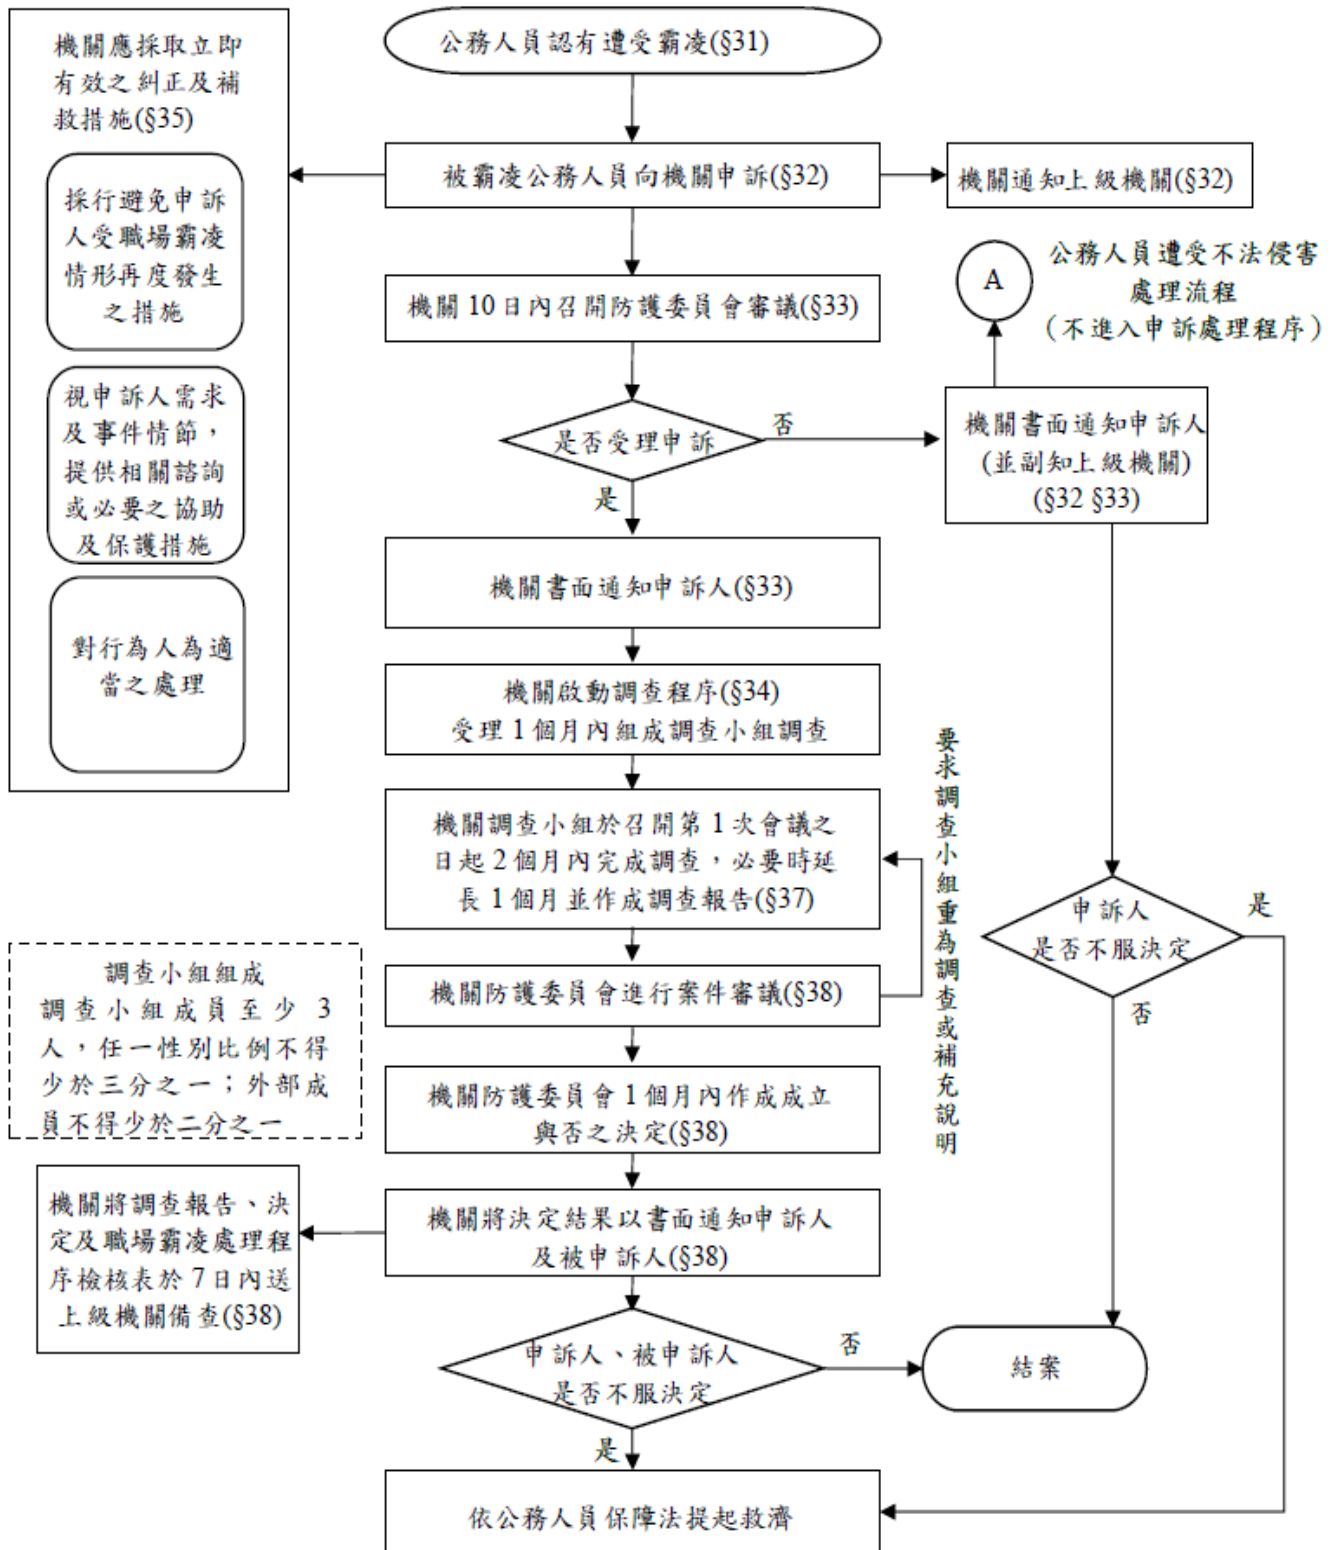 機關應採取立即
有效之糾正及補
救措施(§35)
採行避免申訴
人受職場霸凌
情形再度發生
之措施
視申訴人需求
及事件情節，
提供相關諮詢
或必要之協助
及保護措施
對行為人為適
當之處理
公務人員認有遭受霸凌(§31)
被霸凌公務人員向機關申訴(§32)
機關通知上級機關(§32)
A
公務人員遭受不法侵害
處理流程
（不進入申訴處理程序）
機關 10 日內召開防護委員會審議(§33)
是否受理申訴
否
機關書面通知申訴人
(並副知上級機關)
(§32 §33)
是
機關書面通知申訴人(§33)
機關啟動調查程序(§34)
受理 1 個月內組成調查小組調查
機關調查小組於召開第 1 次會議之
日起 2 個月內完成調查，必要時延
長 1 個月並作成調查報告(§37)
要求調查小組重為調查或補充說明
申訴人
是否不服決定
是
否
調查小組組成
調查小組成員至少 3
人，任一性別比例不得
少於三分之一；外部成
員不得少於二分之一
機關防護委員會進行案件審議(§38)
機關防護委員會 1 個月內作成成立
與否之決定(§38)
機關將決定結果以書面通知申訴人
及被申訴人(§38)
機關將調查報告、決
定及職場霸凌處理程
序檢核表於 7 日內送
上級機關備查(§38)
申訴人、被申訴人
是否不服決定
否
結案
是
依公務人員保障法提起救濟